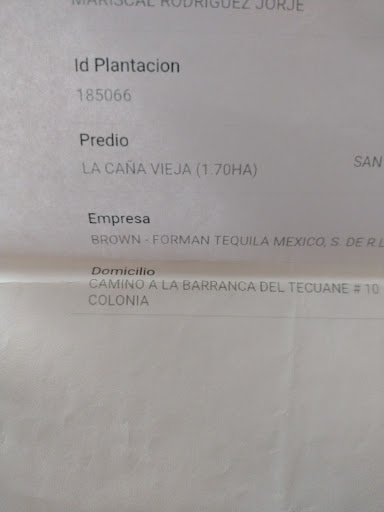 MARISCAL RODRIGUEZ JORJE
Id Plantacion
185066
Predio
LA CAÑA VIEJA (1.70HA) SAN
Empresa
BROWN - FORMAN TEQUILA MEXICO, S. DE R.L
Domicilio
CAMINO A LA BARRANCA DEL TECUANE # 10
COLONIA